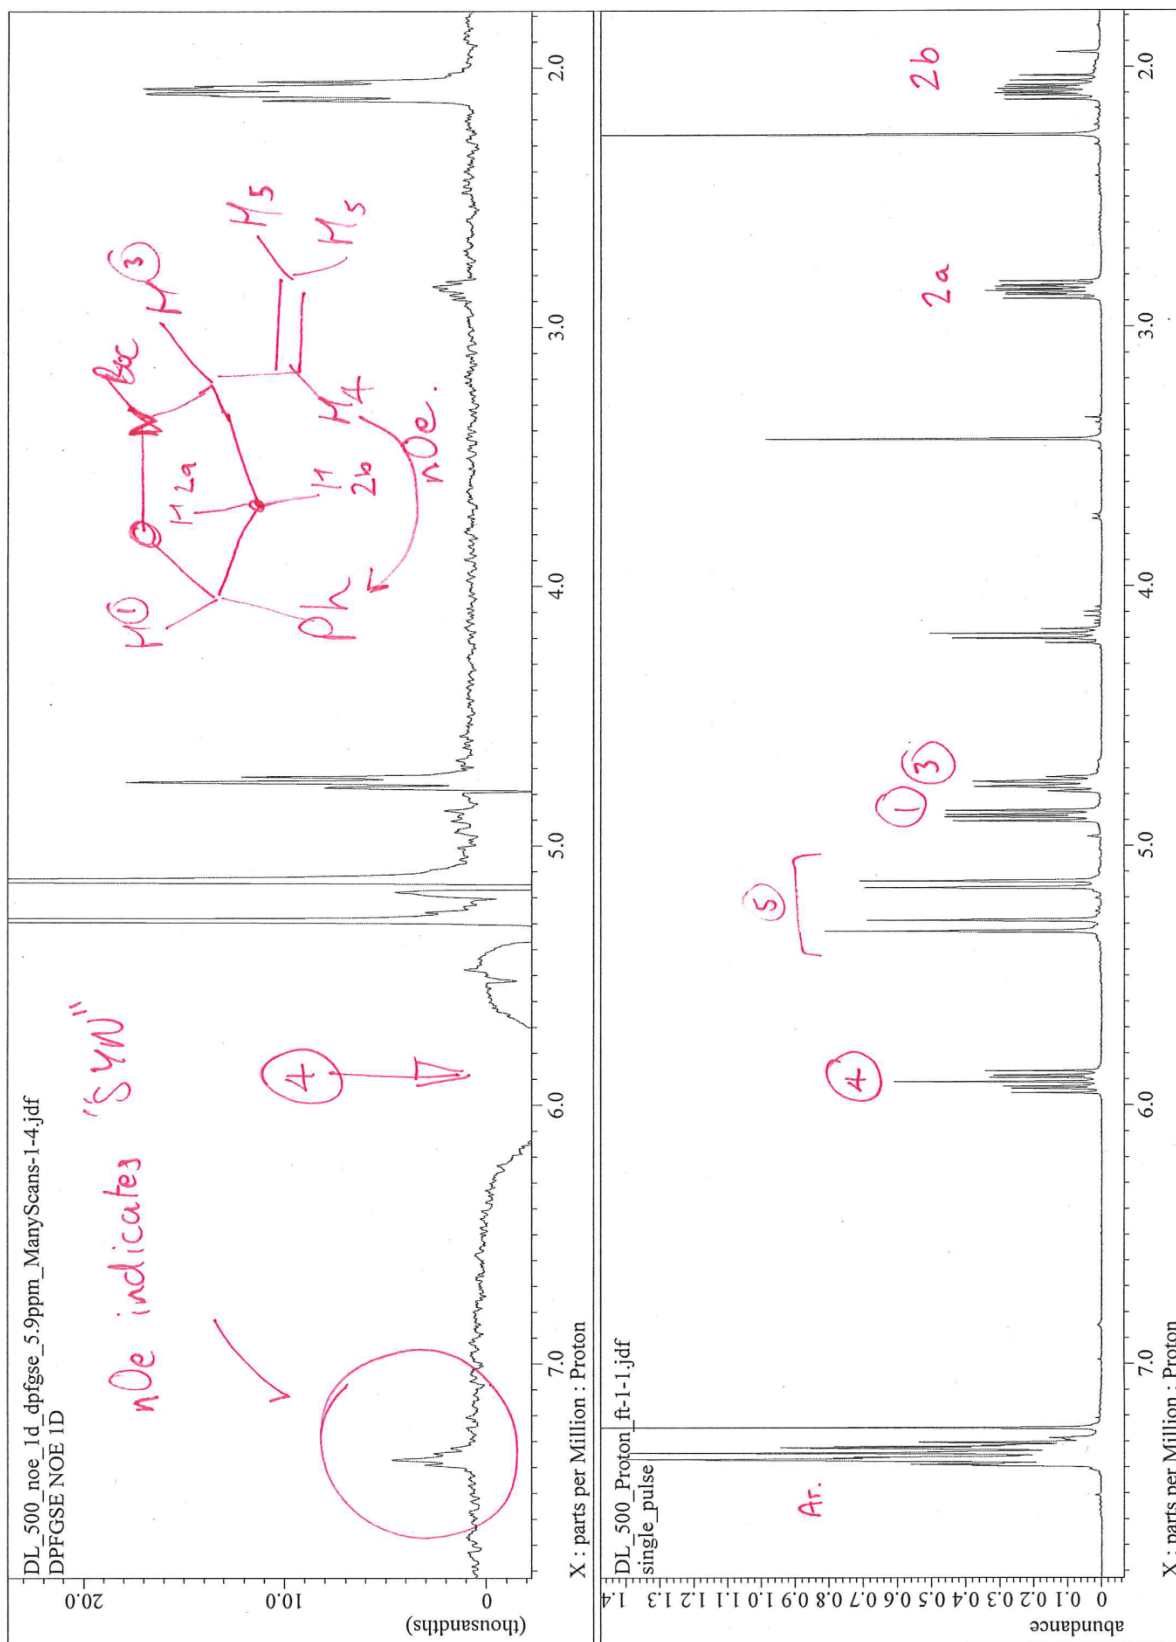 DL_500_noe_1d_dpfgse_5.9ppm_ManyScans-1-4.jdf
DPFGSE NOE 1D
nOe indicates "SYN"
4
H ①
O
N
Boc
H ③
H 2a
H 2b
Ph
H4
H5
H5
nOe.
(thousandths)
0 10.0 20.0
7.0 6.0 5.0 4.0 3.0 2.0
X : parts per Million : Proton
DL_500_Proton_ft-1-1.jdf
single_pulse
Ar. 4 5 1 3 2a 2b
abundance
0 0.1 0.2 0.3 0.4 0.5 0.6 0.7 0.8 0.9 1.0 1.1 1.2 1.3 1.4
7.0 6.0 5.0 4.0 3.0 2.0
X : parts per Million : Proton